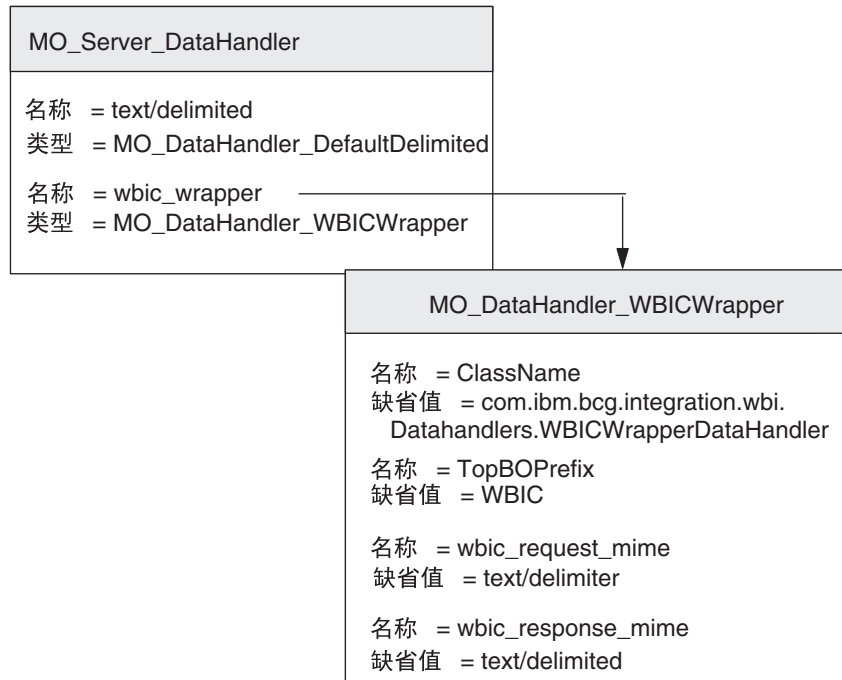 MO_Server_DataHandler
名称 = text/delimited
类型 = MO_DataHandler_DefaultDelimited
名称 = wbic_wrapper
类型 = MO_DataHandler_WBICWrapper
MO_DataHandler_WBICWrapper
名称 = ClassName
缺省值 = com.ibm.bcg.integration.wbi.
Datahandlers.WBICWrapperDataHandler
名称 = TopBOPrefix
缺省值 = WBIC
名称 = wbic_request_mime
缺省值 = text/delimiter
名称 = wbic_response_mime
缺省值 = text/delimited